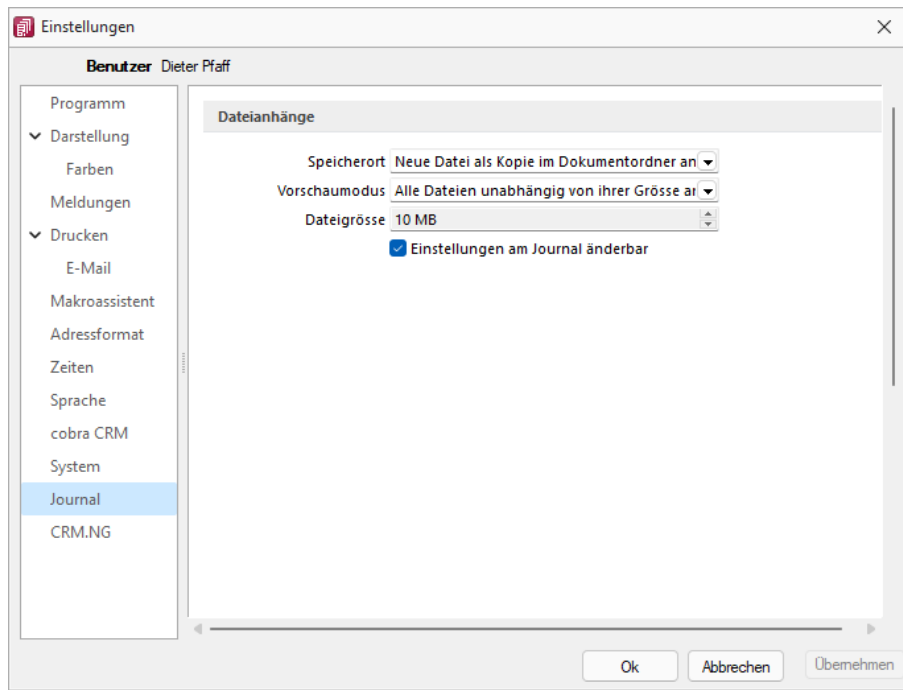 Einstellungen
Benutzer Dieter Pfaff
Programm
Darstellung
Farben
Meldungen
Drucken
E-Mail
Makroassistent
Adressformat
Zeiten
Sprache
cobra CRM
System
Journal
CRM.NG
Dateianhänge
Speicherort Neue Datei als Kopie im Dokumentordner an
Vorschaumodus Alle Dateien unabhängig von ihrer Grösse ar
Dateigrösse 10 MB
Einstellungen am Journal änderbar
Ok Abbrechen Übernehmen